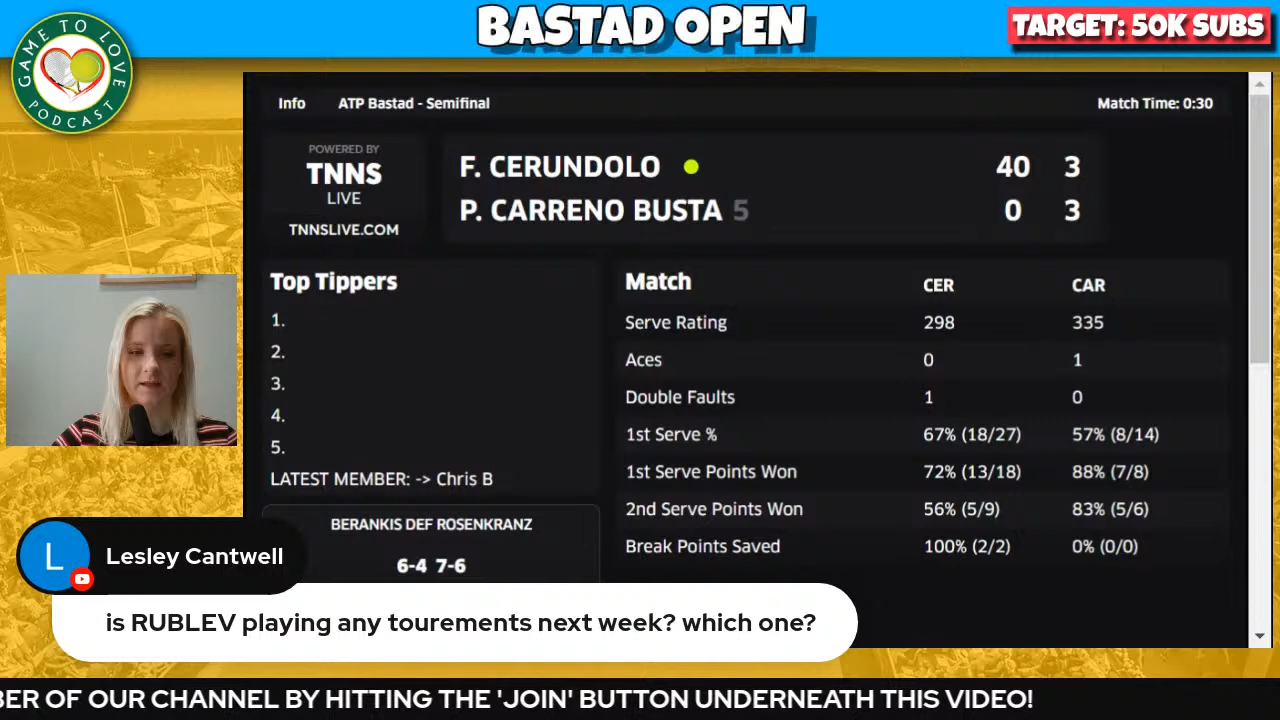 BASTAD OPEN
TARGET: 50K SUBS
GAME TO LOVE
PODCAST
Info
ATP Bastad - Semifinal
Match Time: 0:30
POWERED BY
TNNS
LIVE
TNNSLIVE.COM
F. CERUNDOLO 40 3
P. CARRENO BUSTA 5 0 3
Top Tippers
1.
2.
3.
4.
5.
LATEST MEMBER: -> Chris B
BERANKIS DEF ROSENKRANZ
6-4 7-6
Match CER CAR
Serve Rating 298 335
Aces 0 1
Double Faults 1 0
1st Serve % 67% (18/27) 57% (8/14)
1st Serve Points Won 72% (13/18) 88% (7/8)
2nd Serve Points Won 56% (5/9) 83% (5/6)
Break Points Saved 100% (2/2) 0% (0/0)
L
Lesley Cantwell
is RUBLEV playing any tourements next week? which one?
BER OF OUR CHANNEL BY HITTING THE 'JOIN' BUTTON UNDERNEATH THIS VIDEO!